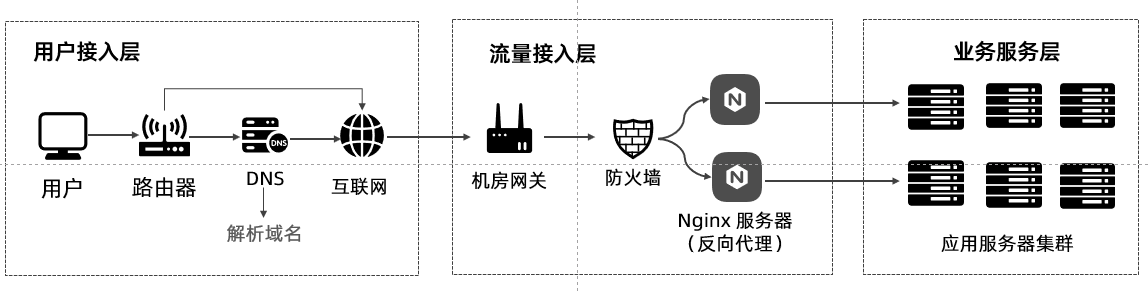 用户接入层
流量接入层
业务服务层
N
DNS
N
用户
路由器
DNS
互联网
机房网关
防火墙
解析域名
Nginx 服务器
（反向代理）
应用服务器集群